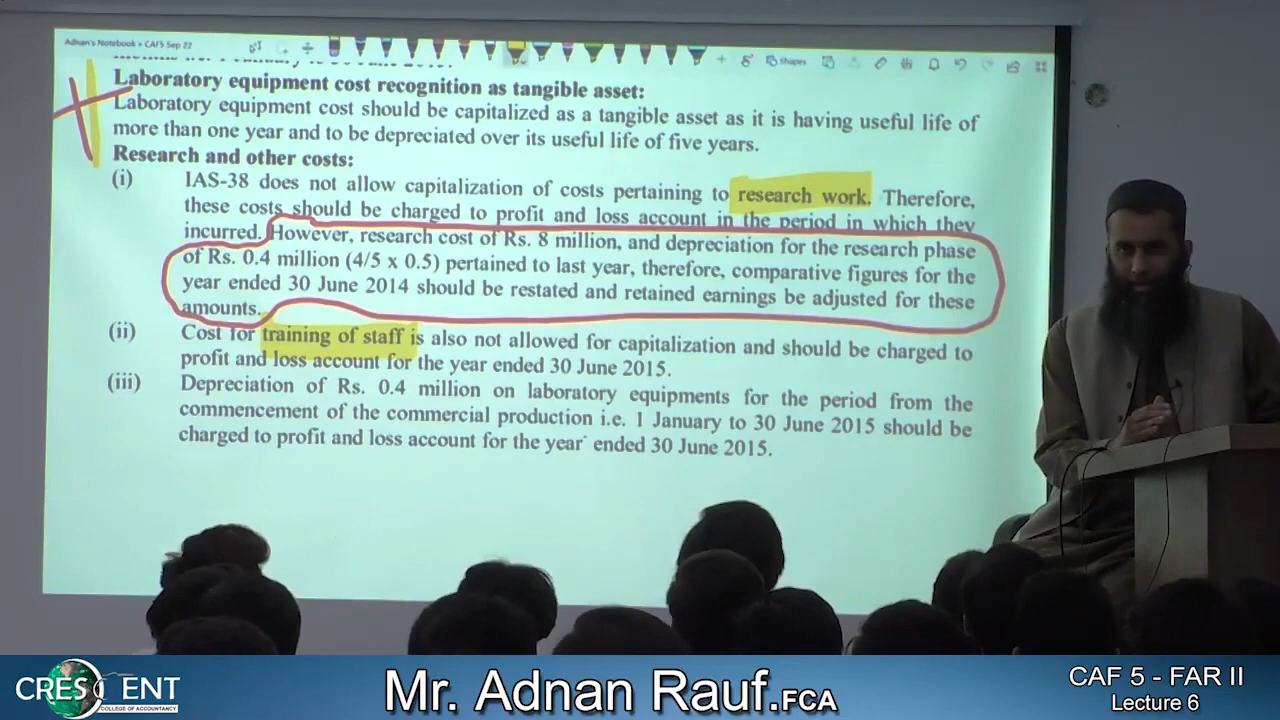 Adnan's Notebook • CAF5 Sep 22
Shapes
Laboratory equipment cost recognition as tangible asset:
Laboratory equipment cost should be capitalized as a tangible asset as it is having useful life of
more than one year and to be depreciated over its useful life of five years.
Research and other costs:
(i) IAS-38 does not allow capitalization of costs pertaining to research work. Therefore,
these costs should be charged to profit and loss account in the period in which they
incurred. However, research cost of Rs. 8 million, and depreciation for the research phase
of Rs. 0.4 million (4/5 x 0.5) pertained to last year, therefore, comparative figures for the
year ended 30 June 2014 should be restated and retained earnings be adjusted for these
amounts.
(ii) Cost for training of staff is also not allowed for capitalization and should be charged to
profit and loss account for the year ended 30 June 2015.
(iii) Depreciation of Rs. 0.4 million on laboratory equipments for the period from the
commencement of the commercial production i.e. 1 January to 30 June 2015 should be
charged to profit and loss account for the year ended 30 June 2015.
CRESCENT
COLLEGE OF ACCOUNTANCY
Mr. Adnan Rauf.FCA
CAF 5 - FAR II
Lecture 6